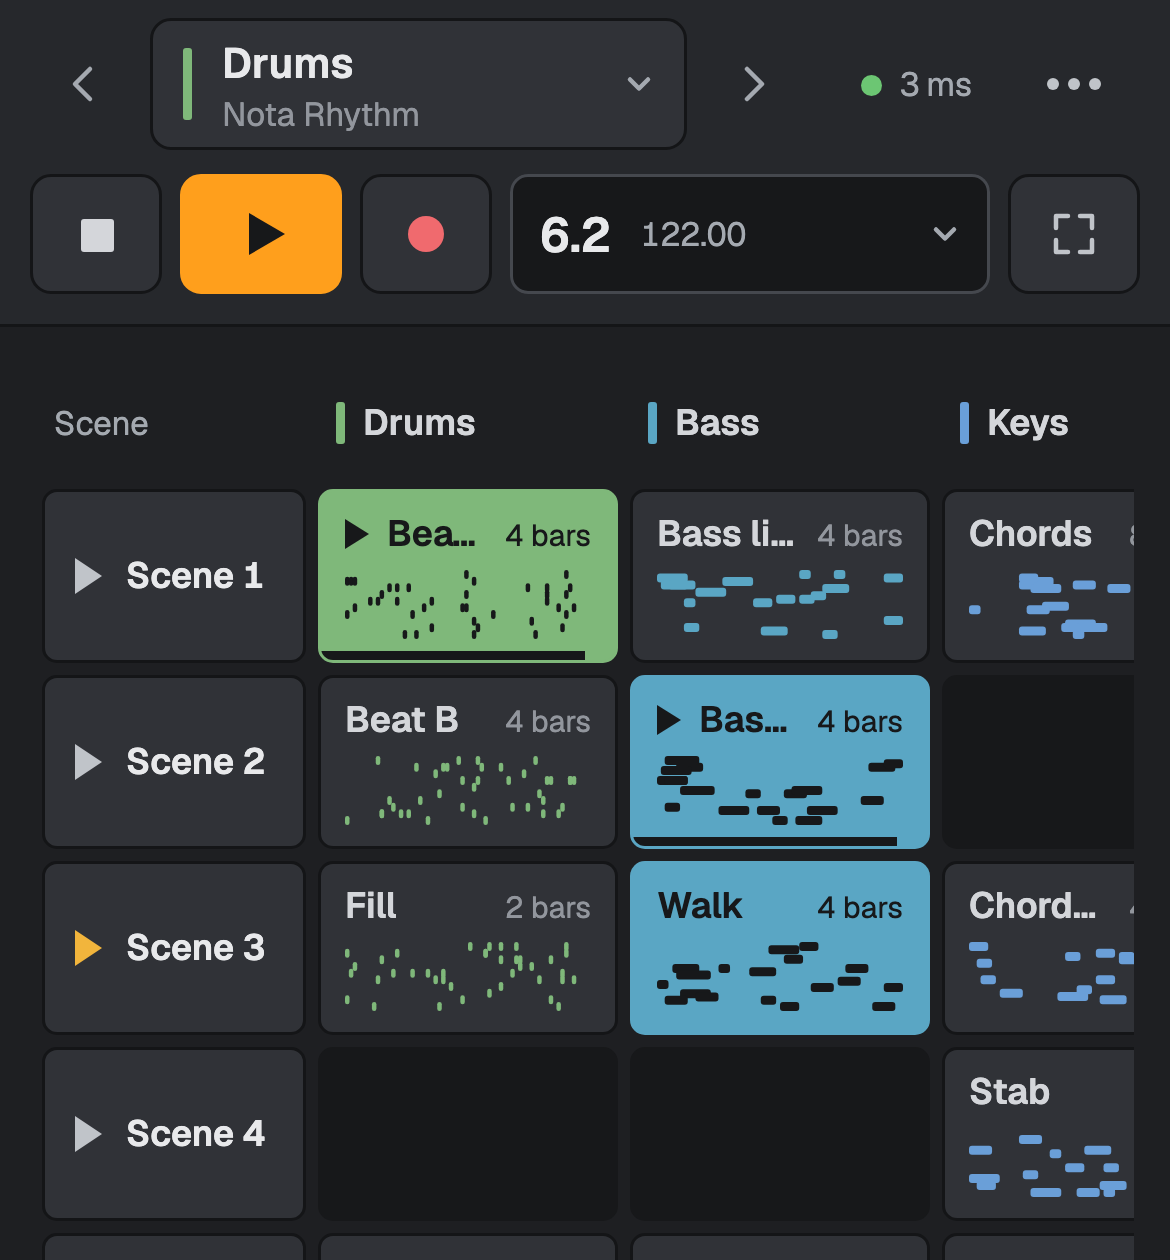 Drums
Nota Rhythm
3 ms
6.2 122.00
Scene Drums Bass Keys
Scene 1 Bea... 4 bars Bass li... 4 bars Chords
Scene 2 Beat B 4 bars Bas... 4 bars
Scene 3 Fill 2 bars Walk 4 bars Chord...
Scene 4 Stab